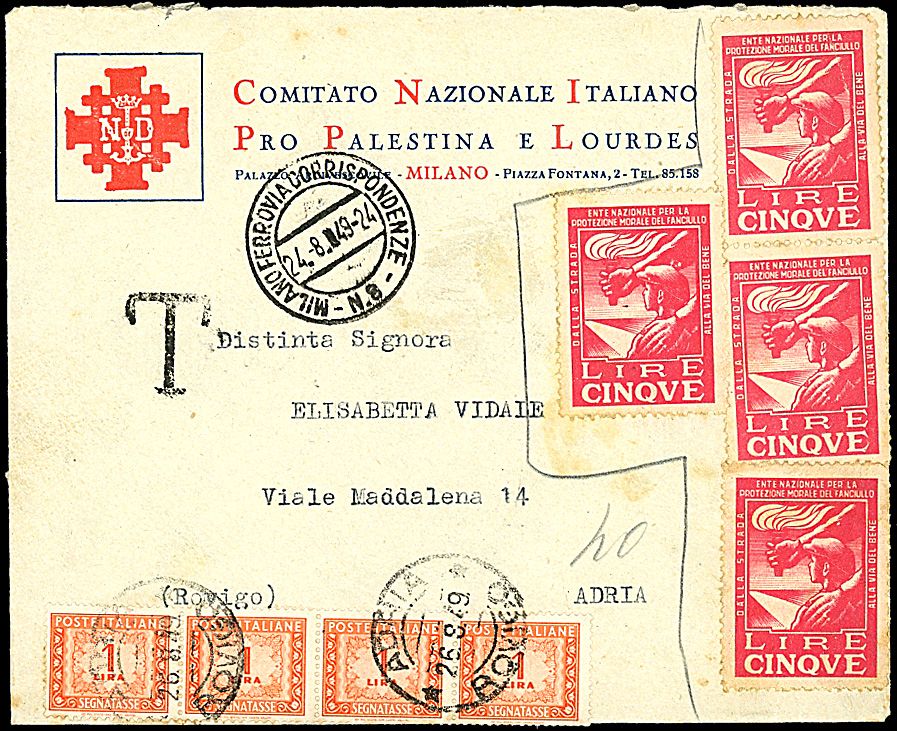 COMITATO NAZIONALE ITALIANO
PRO PALESTINA E LOURDES
- MILANO - PIAZZA FONTANA, 2 - TEL. 85.158
N D
MILANO FERROVIA CORRISPONDENZE
24.8. 49-24
T
Distinta Signora
ELISABETTA VIDALE
Viale Maddalena 14
40
(Rovigo) ADRIA
ENTE NAZIONALE PER LA
PROTEZIONE MORALE DEL FANCIULLO
DALLA STRADA
ALLA VIA DEL BENE
LIRE
CINQVE
ENTE NAZIONALE PER LA
PROTEZIONE MORALE DEL FANCIULLO
DALLA STRADA
ALLA VIA DEL BENE
LIRE
CINQVE
ENTE NAZIONALE PER LA
PROTEZIONE MORALE DEL FANCIULLO
DALLA STRADA
ALLA VIA DEL BENE
LIRE
CINQVE
ENTE NAZIONALE PER LA
PROTEZIONE MORALE DEL FANCIULLO
DALLA STRADA
ALLA VIA DEL BENE
LIRE
CINQVE
POSTE ITALIANE
1
LIRA
SEGNATASSE
POSTE ITALIANE
1
LIRA
SEGNATASSE
POSTE ITALIANE
1
LIRA
SEGNATASSE
POSTE ITALIANE
1
LIRA
SEGNATASSE
ADRIA
26.8.49
ROVIGO